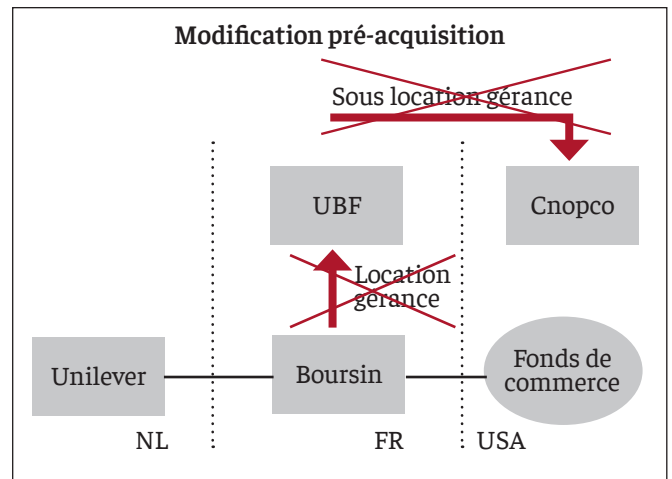 Modification pré-acquisition
Sous location gérance
UBF
Cnopco
Location
gérance
Unilever
Boursin
Fonds de
commerce
NL
FR
USA